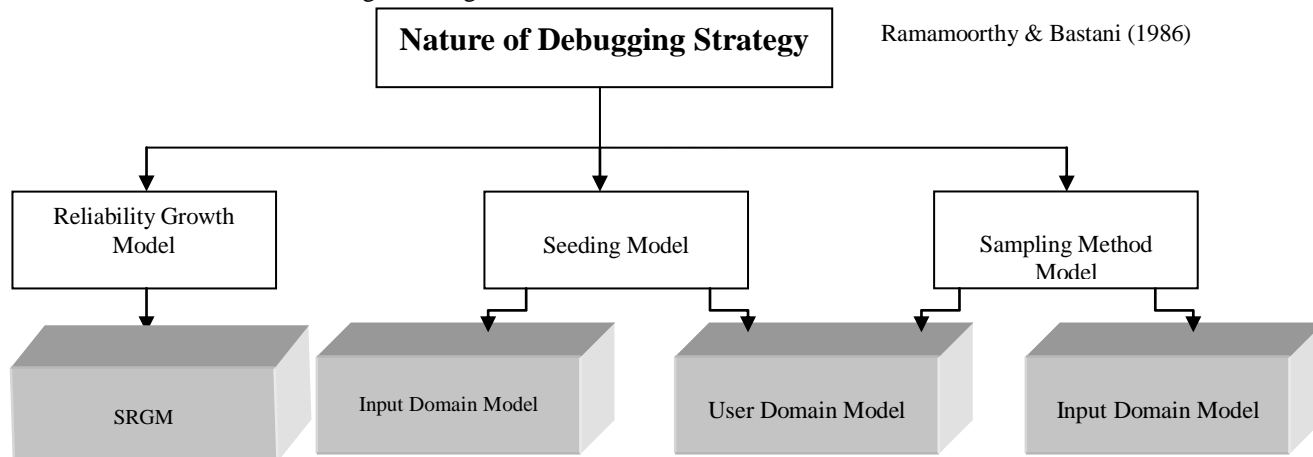 Nature of Debugging Strategy
Ramamoorthy & Bastani (1986)
Reliability Growth
Model
Seeding Model
Sampling Method
Model
SRGM
Input Domain Model
User Domain Model
Input Domain Model